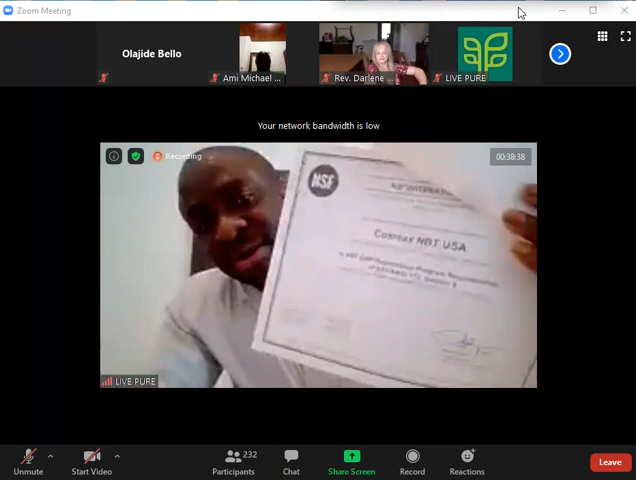 Zoom Meeting
Olajide Bello
Ami Michael ...
Rev. Darlene ...
LIVE PURE
Your network bandwidth is low
Recording
00:38:38
NSF
Cosmax NBT USA
LIVE PURE
Unmute
Start Video
232
Participants
Chat
Share Screen
Record
Reactions
Leave